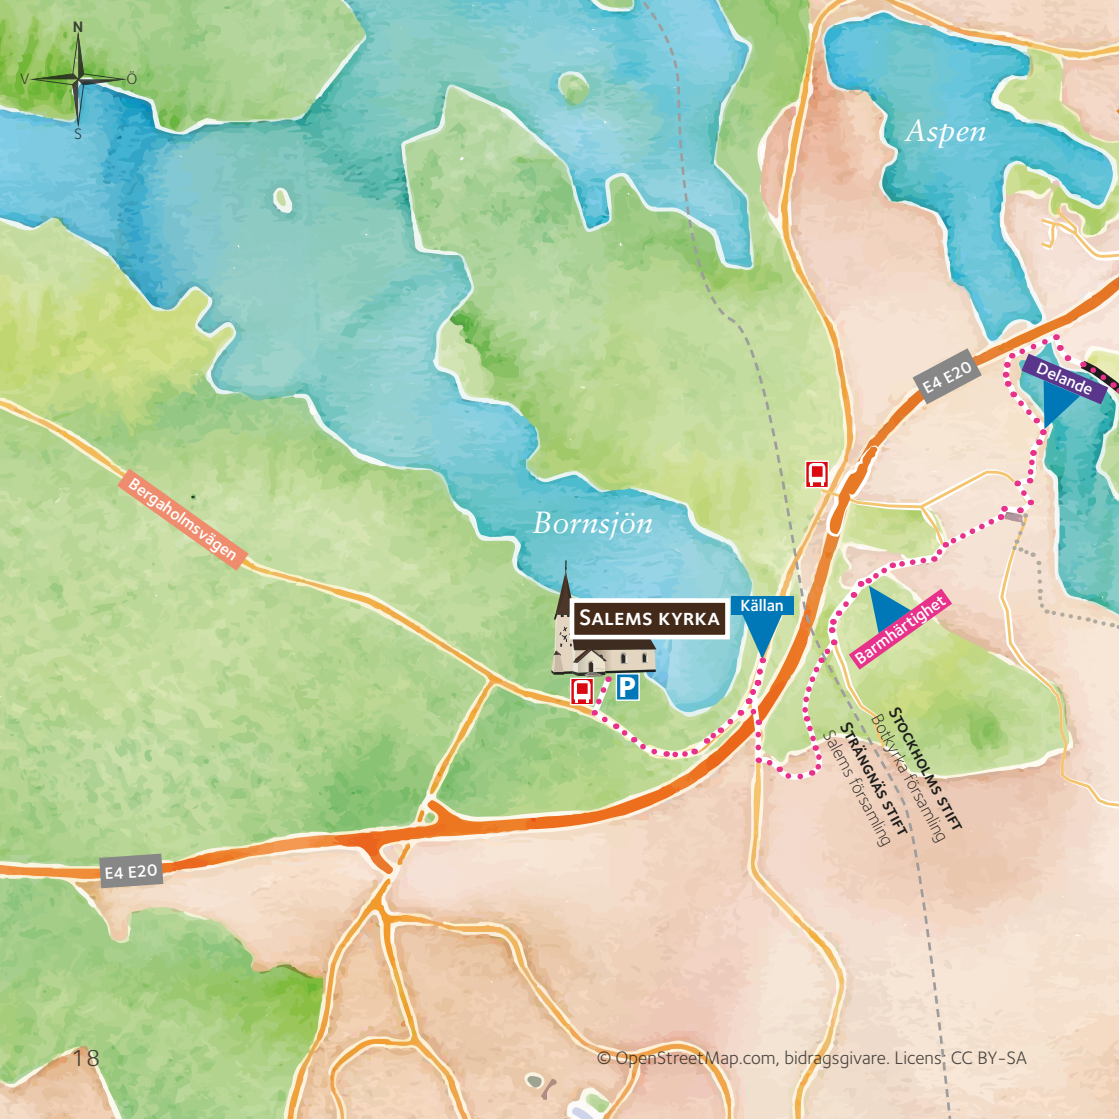 N
V
Ö
S
Aspen
E4 E20
Delande
Bergaholmsvägen
Bornsjön
Salems kyrka
Källan
P
Barmhärtighet
Stockholms stift
Botkyrka församling
Strängnäs stift
Salems församling
E4 E20
18
© OpenStreetMap.com, bidragsgivare. Licens: CC BY-SA